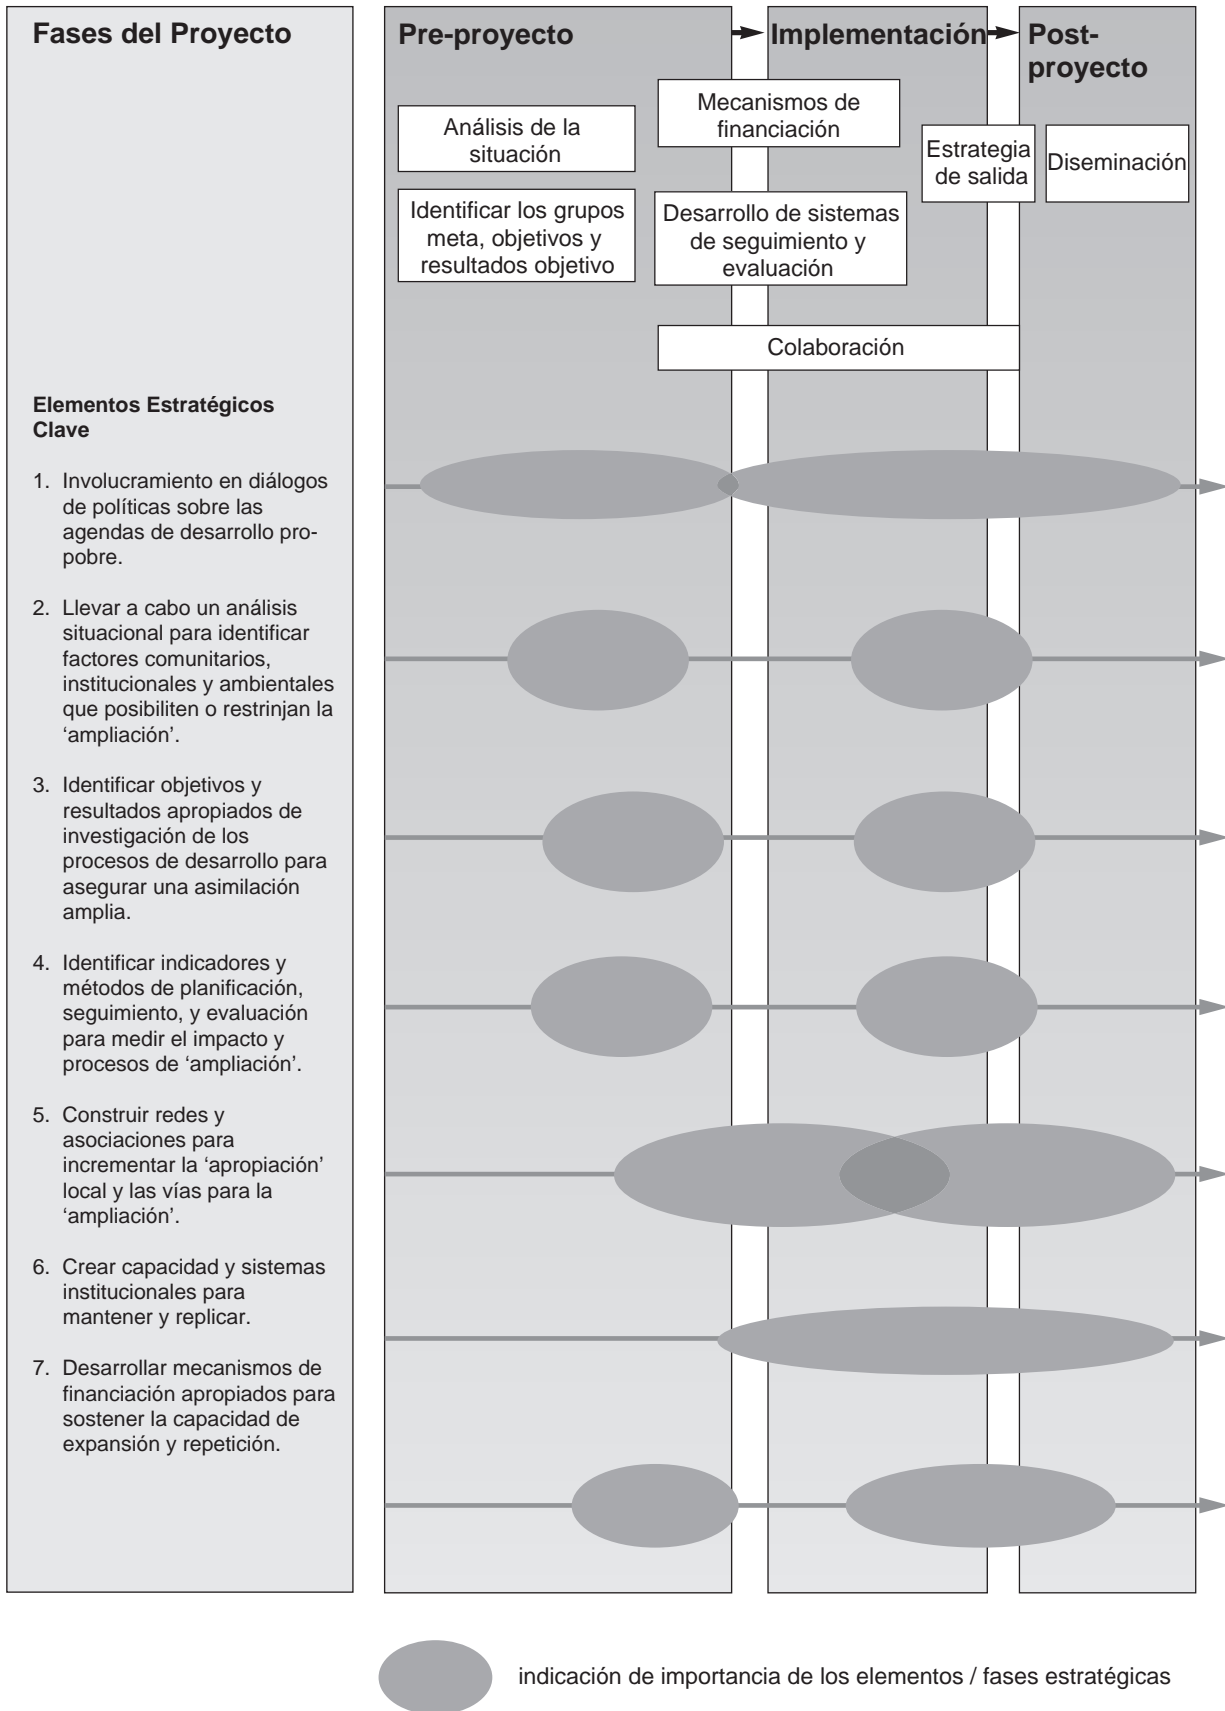 Fases del Proyecto
Pre-proyecto
Implementación
Post-
proyecto
Análisis de la
situación
Mecanismos de
financiación
Estrategia
de salida
Diseminación
Identificar los grupos
meta, objetivos y
resultados objetivo
Desarrollo de sistemas
de seguimiento y
evaluación
Colaboración
Elementos Estratégicos
Clave
1. Involucramiento en diálogos
de políticas sobre las
agendas de desarrollo pro-
pobre.
2. Llevar a cabo un análisis
situacional para identificar
factores comunitarios,
institucionales y ambientales
que posibiliten o restrinjan la
‘ampliación’.
3. Identificar objetivos y
resultados apropiados de
investigación de los
procesos de desarrollo para
asegurar una asimilación
amplia.
4. Identificar indicadores y
métodos de planificación,
seguimiento, y evaluación
para medir el impacto y
procesos de ‘ampliación’.
5. Construir redes y
asociaciones para
incrementar la ‘apropiación’
local y las vías para la
‘ampliación’.
6. Crear capacidad y sistemas
institucionales para
mantener y replicar.
7. Desarrollar mecanismos de
financiación apropiados para
sostener la capacidad de
expansión y repetición.
indicación de importancia de los elementos / fases estratégicas